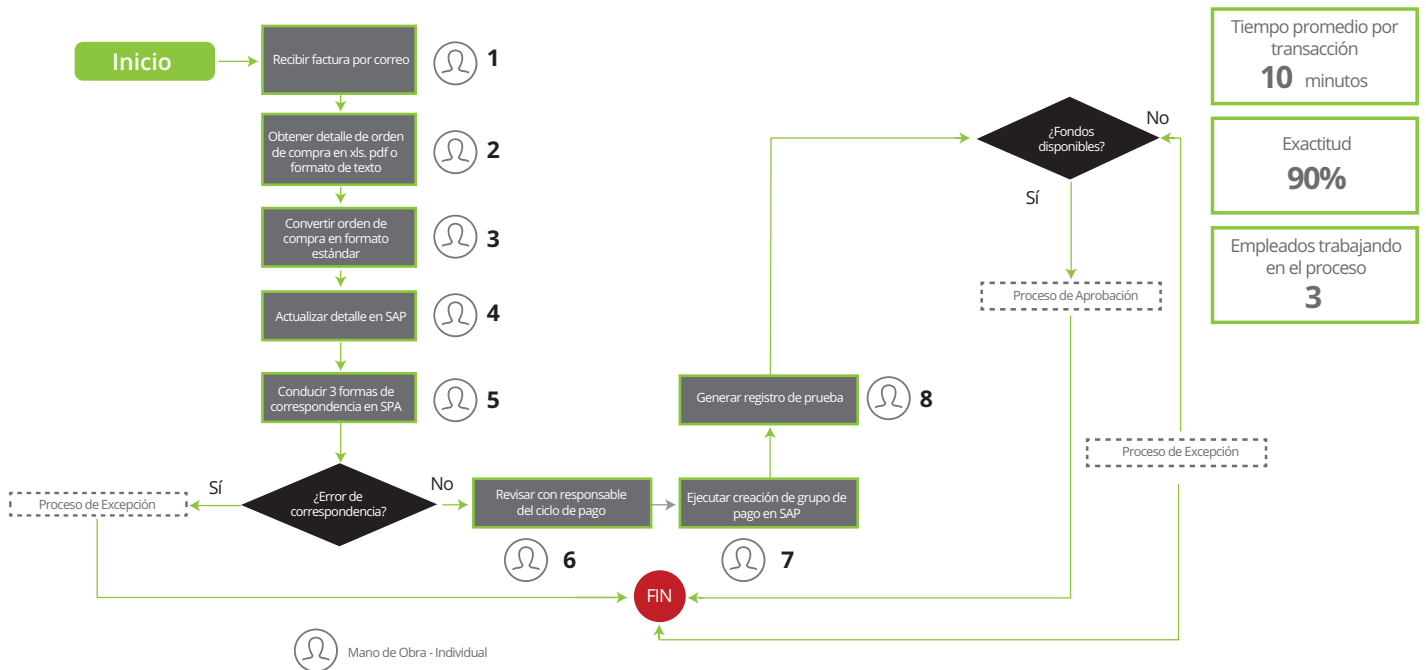 Inicio
Recibir factura por correo
1
Obtener detalle de orden
de compra en xls. pdf o
formato de texto
2
Convertir orden de
compra en formato
estándar
3
Actualizar detalle en SAP
4
Conducir 3 formas de
correspondencia en SPA
5
¿Error de
correspondencia?
Sí
Proceso de Excepción
No
Revisar con responsable
del ciclo de pago
6
Ejecutar creación de grupo de
pago en SAP
7
Generar registro de prueba
8
¿Fondos
disponibles?
No
Sí
Proceso de Aprobación
Proceso de Excepción
FIN
Mano de Obra - Individual
Tiempo promedio por
transacción
10 minutos
Exactitud
90%
Empleados trabajando
en el proceso
3